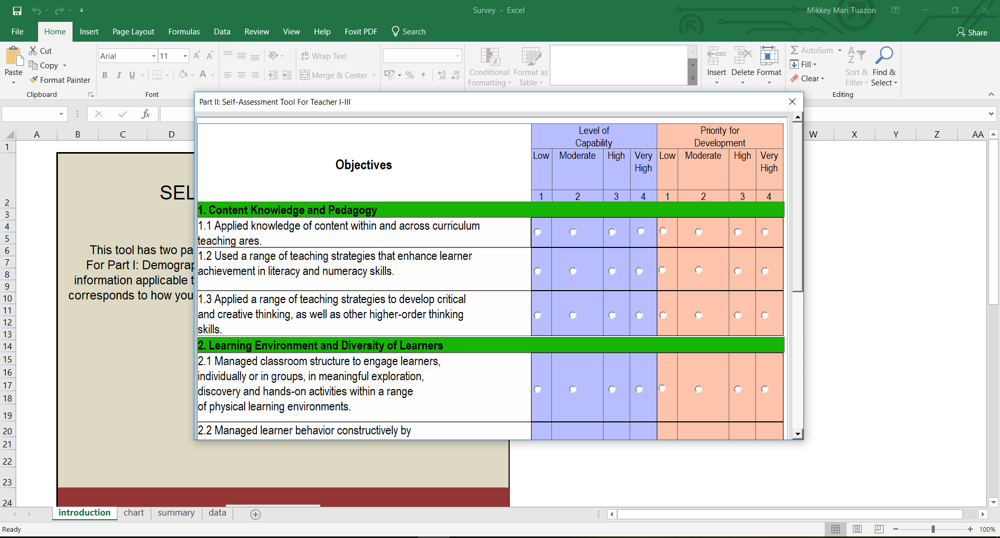 Survey - Excel
Mikkey Mari Tuazon
File Home Insert Page Layout Formulas Data Review View Help Foxit PDF Search
Share
Paste
Cut
Copy
Format Painter
Clipboard
Arial 11 A A
B I U A
Font
ab Wrap Text
Merge & Center
% ,
Conditional
Formatting
Format as
Table
Insert Delete Format
AutoSum
Fill
Clear
Sort &
Filter
Find &
Select
Editing
fx
Part II: Self-Assessment Tool For Teacher I-III
A B C D W X Y Z AA
1
2
3
4
5
6
7
8
9
10
11
12
13
14
15
16
17
18
19
20
21
22
23
24
SEL
This tool has two pa
For Part I: Demograp
information applicable t
corresponds to how you
Objectives
Level of
Capability
Priority for
Development
Low Moderate High Very High Low Moderate High Very High
1 2 3 4 1 2 3 4
1. Content Knowledge and Pedagogy
1.1 Applied knowledge of content within and across curriculum
teaching ares.
1.2 Used a range of teaching strategies that enhance learner
achievement in literacy and numeracy skills.
1.3 Applied a range of teaching strategies to develop critical
and creative thinking, as well as other higher-order thinking
skills.
2. Learning Environment and Diversity of Learners
2.1 Managed classroom structure to engage learners,
individually or in groups, in meaningful exploration,
discovery and hands-on activities within a range
of physical learning environments.
2.2 Managed learner behavior constructively by
introduction chart summary data
Ready
100%